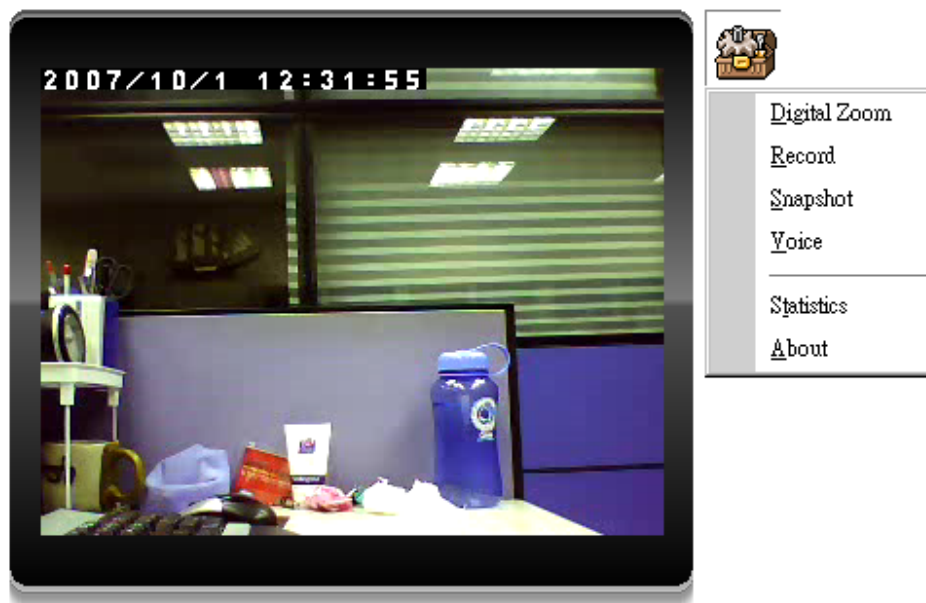 2007/10/1 12:31:55
Digital Zoom
Record
Snapshot
Voice
Statistics
About